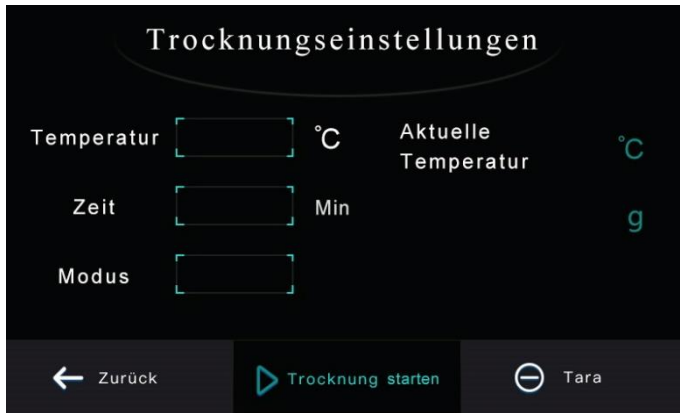 Trocknungseinstellungen
Temperatur °C
Aktuelle
Temperatur °C
Zeit Min
g
Modus
Zurück
Trocknung starten
Tara